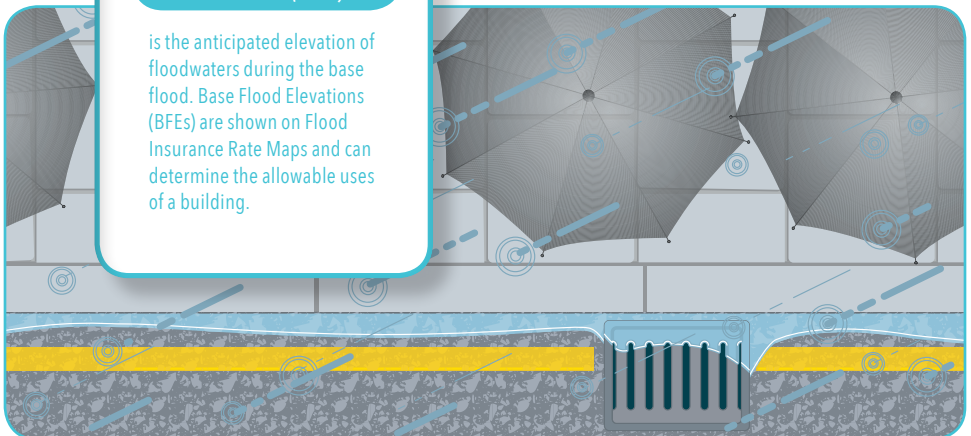 is the anticipated elevation of
floodwaters during the base
flood. Base Flood Elevations
(BFEs) are shown on Flood
Insurance Rate Maps and can
determine the allowable uses
of a building.